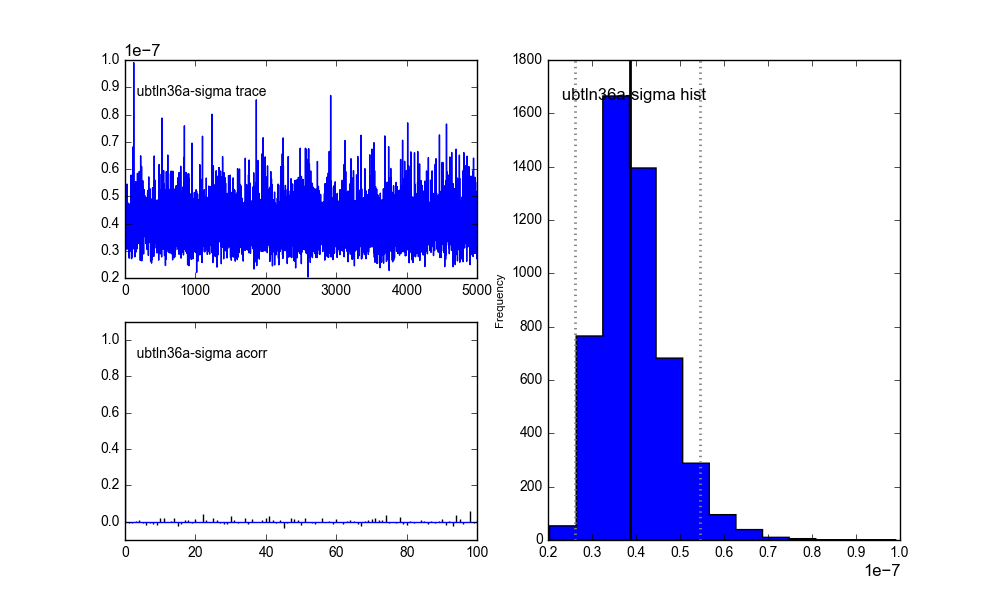 1e−7
1.0
0.9
0.8
0.7
0.6
0.5
0.4
0.3
0.2
ubtln36a-sigma trace
0 1000 2000 3000 4000 5000
1.0
0.8
0.6
0.4
0.2
0.0
ubtln36a-sigma acorr
0 20 40 60 80 100
Frequency
1800
1600
1400
1200
1000
800
600
400
200
0
ubtln36a-sigma hist
0.2 0.3 0.4 0.5 0.6 0.7 0.8 0.9 1.0
1e−7